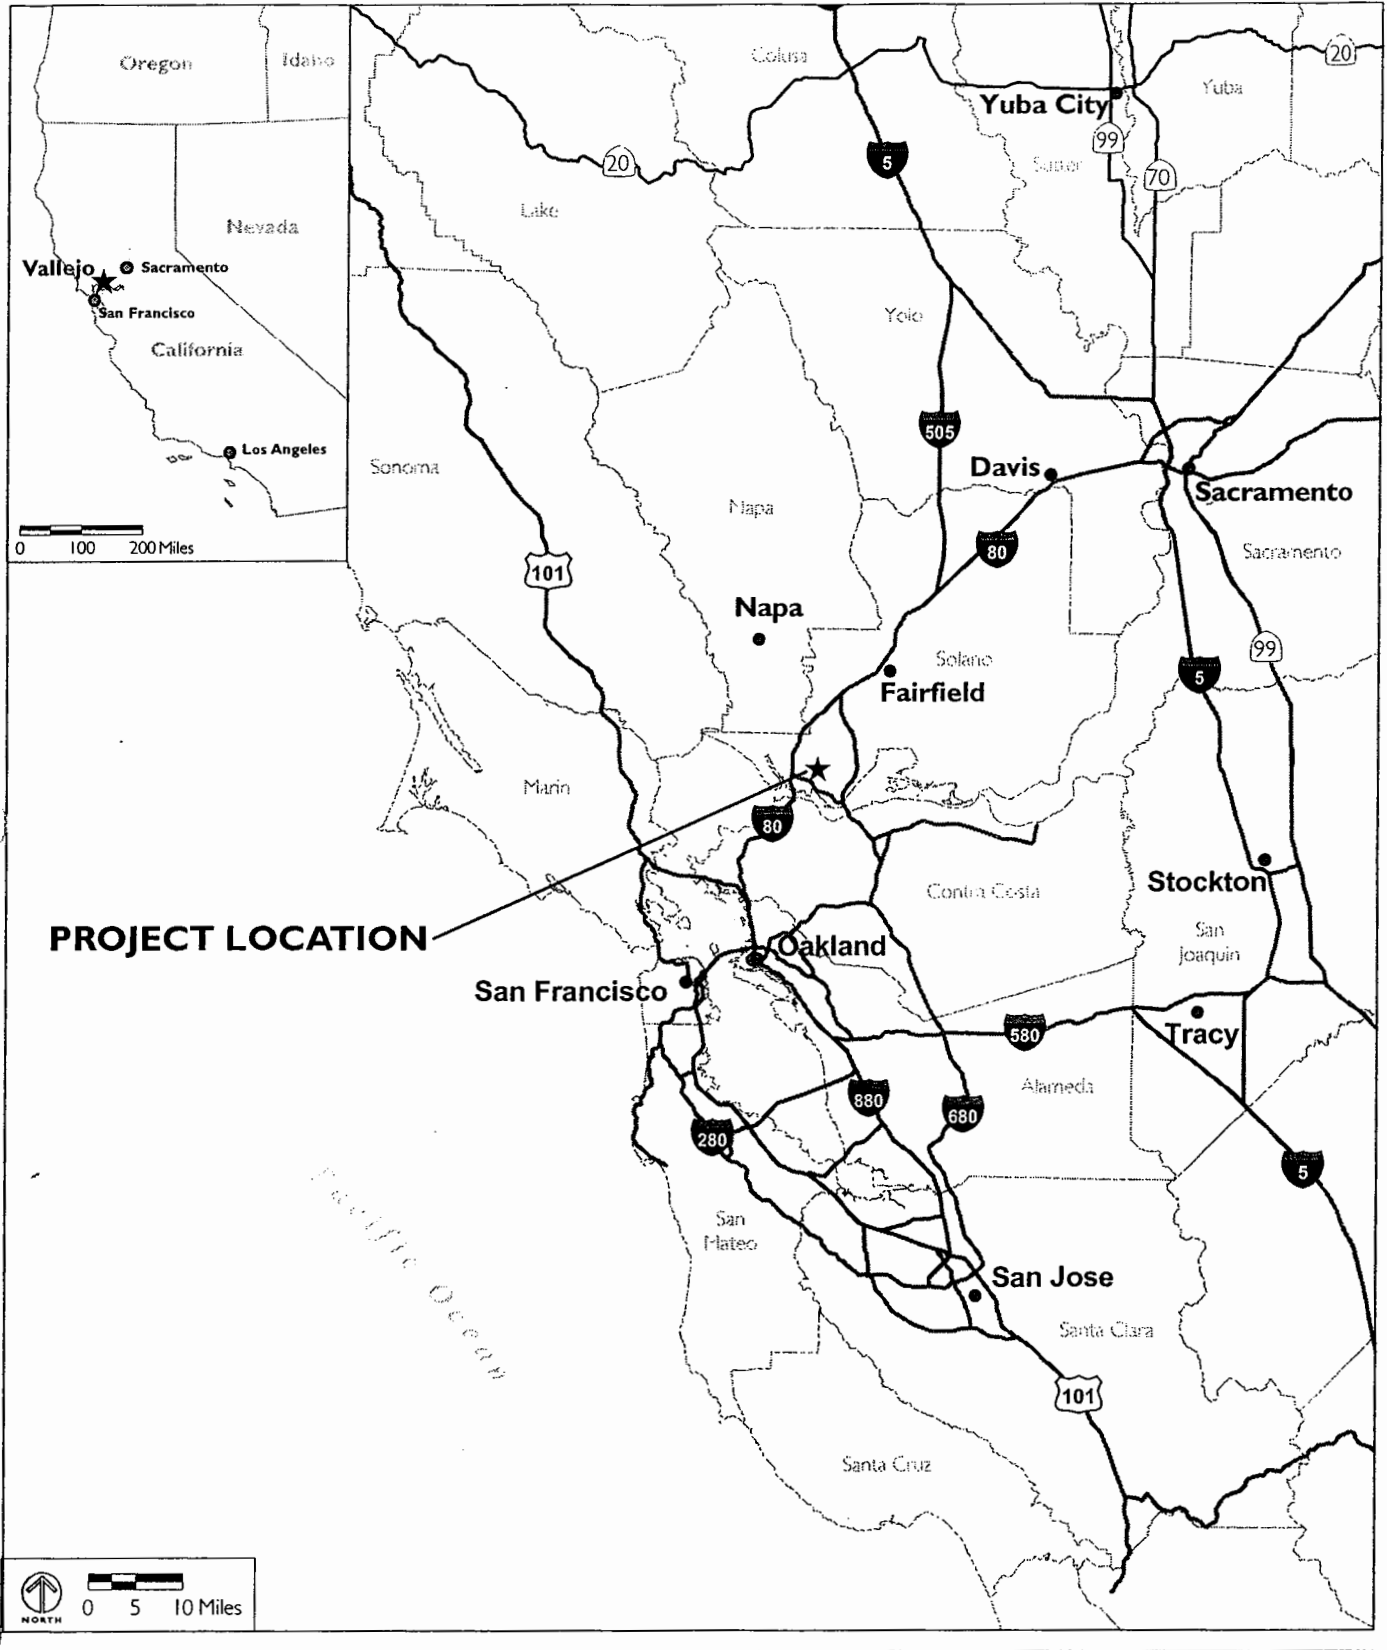 Oregon
Idaho
Nevada
Vallejo
Sacramento
San Francisco
California
Los Angeles
0 100 200 Miles
Colusa
20
Yuba City
Yuba
99
5
Sutter
70
20
Lake
Yolo
505
Sonoma
Davis
Sacramento
Napa
80
Sacramento
101
Napa
99
Solano
5
Fairfield
Marin
80
Stockton
Contra Costa
PROJECT LOCATION
Oakland
San
Joaquin
San Francisco
580
Tracy
Alameda
880
680
280
5
Pacific Ocean
San
Mateo
San Jose
Santa Clara
101
Santa Cruz
NORTH
0 5 10 Miles